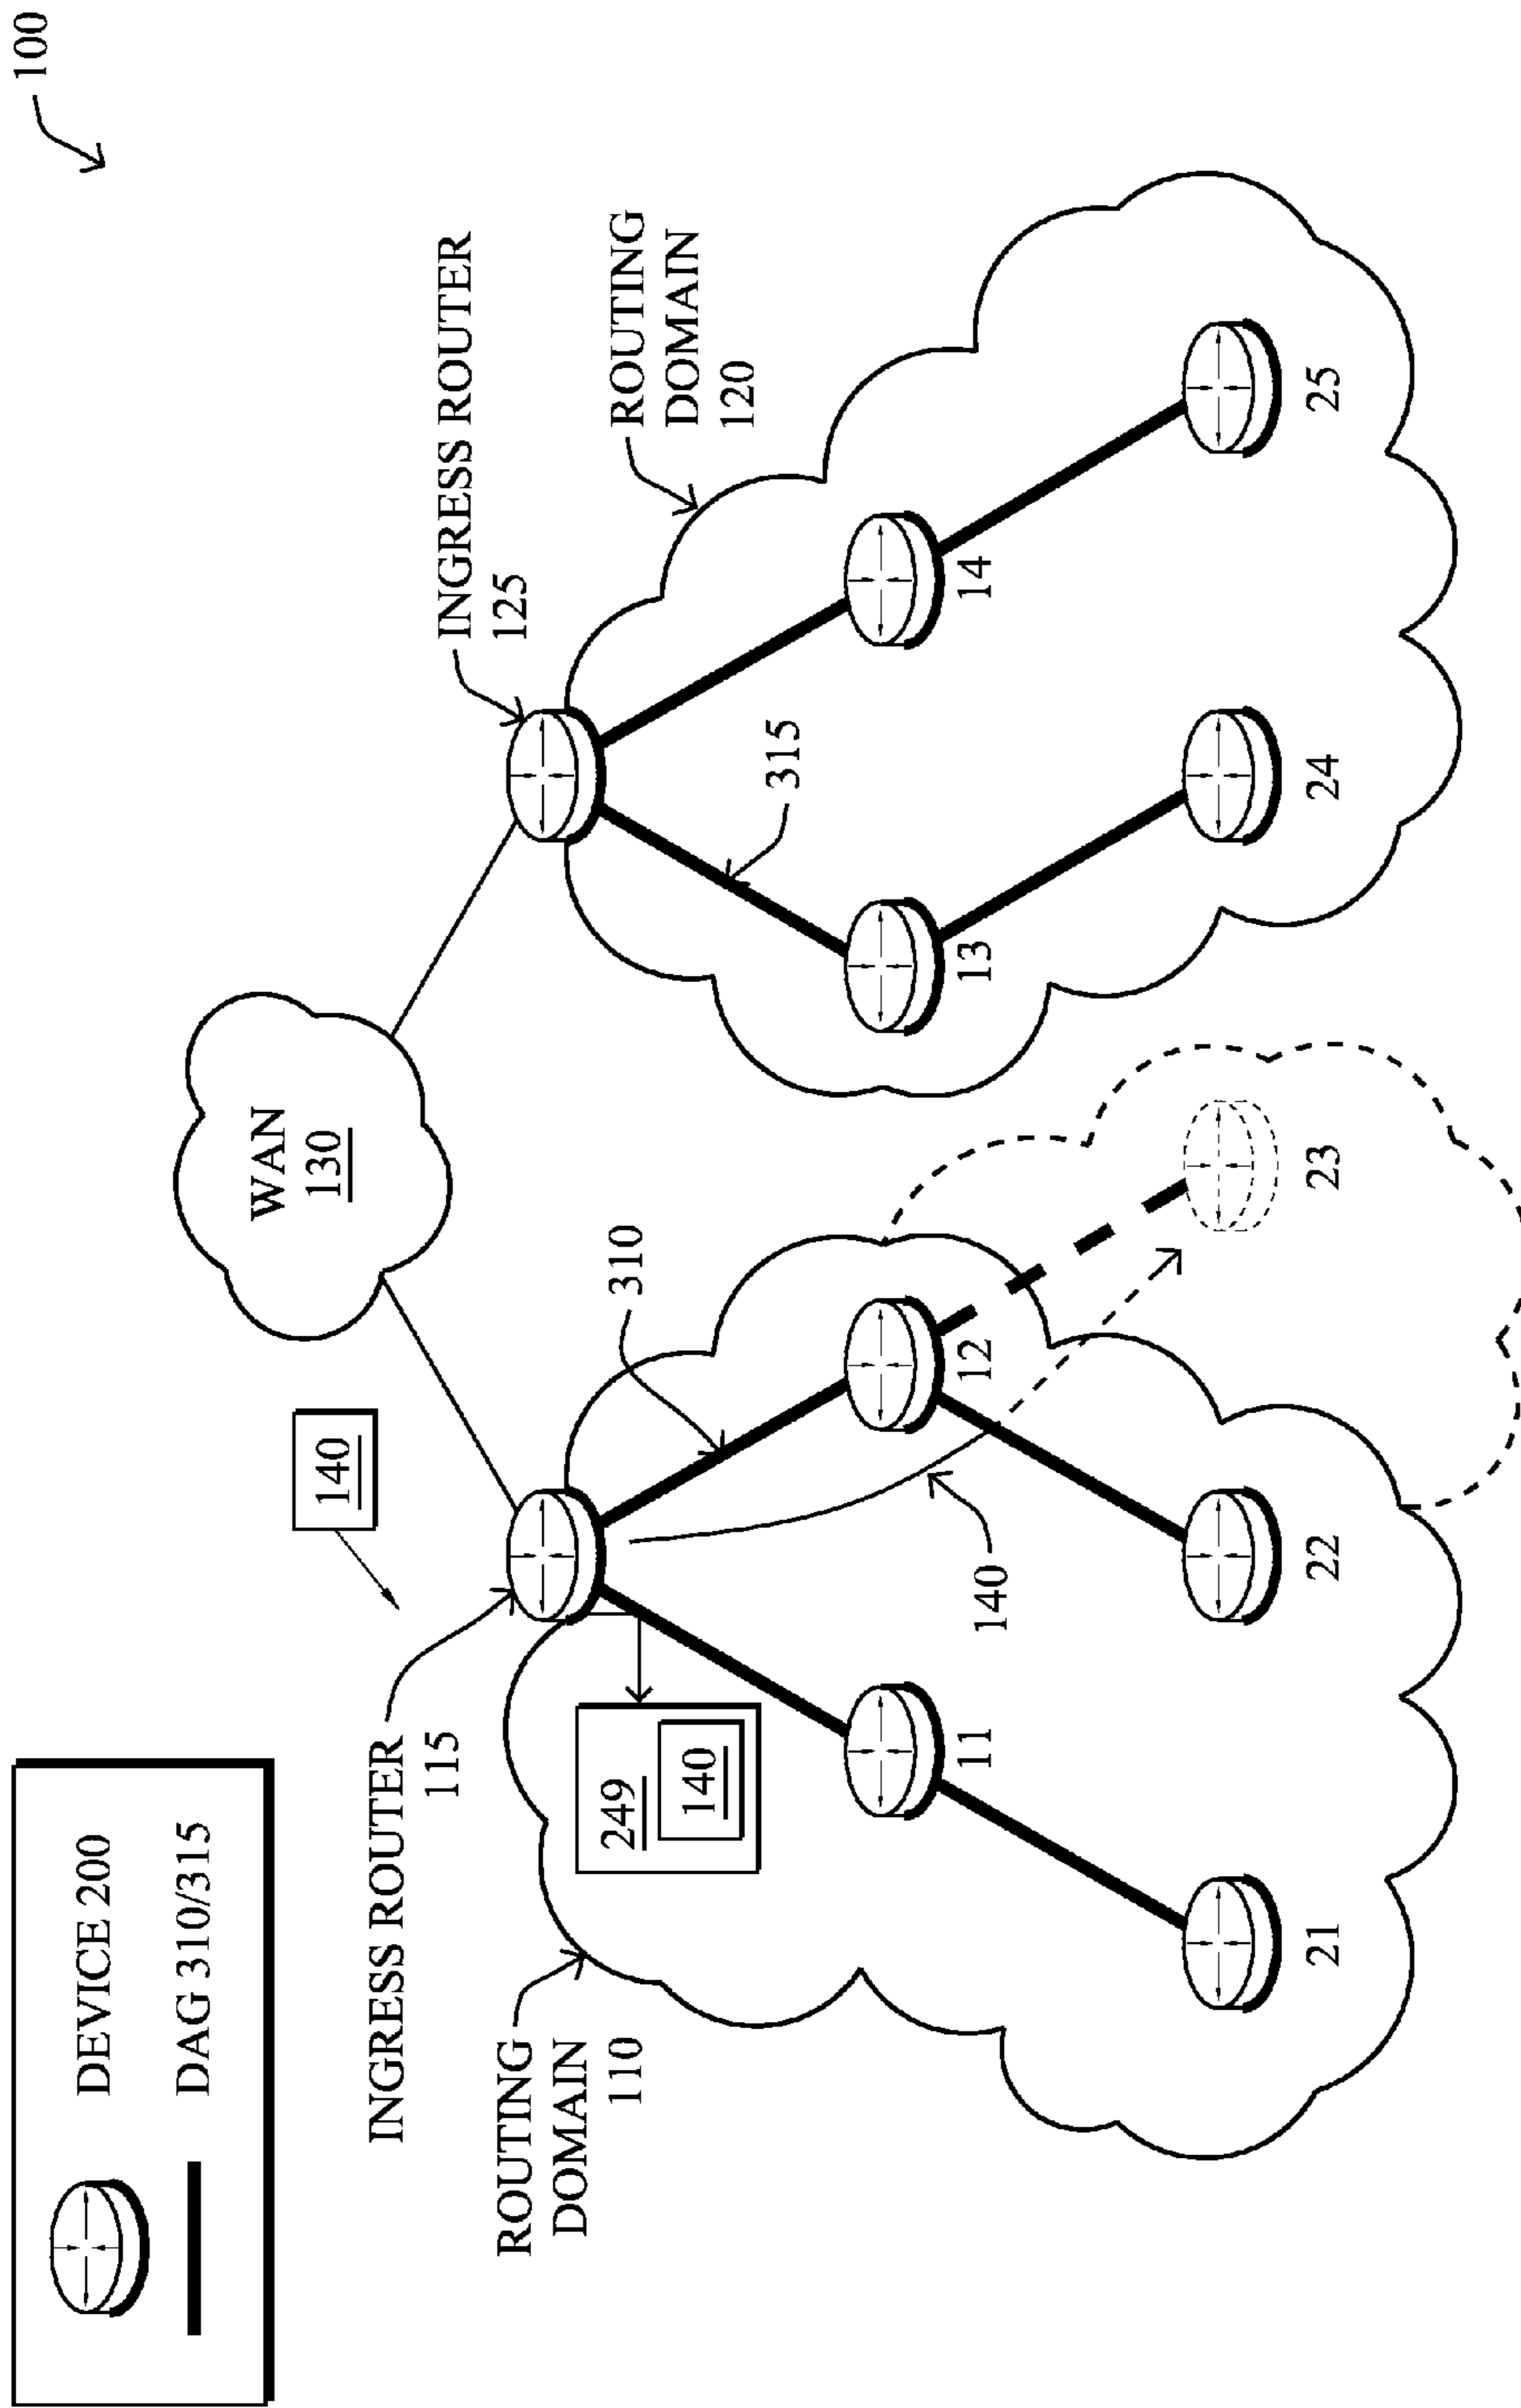 100
DEVICE 200
DAG 310/315
WAN
130
140
INGRESS ROUTER
115
INGRESS ROUTER
125
ROUTING
DOMAIN
110
ROUTING
DOMAIN
120
249
140
310
315
140
11
12
13
14
21
22
23
24
25